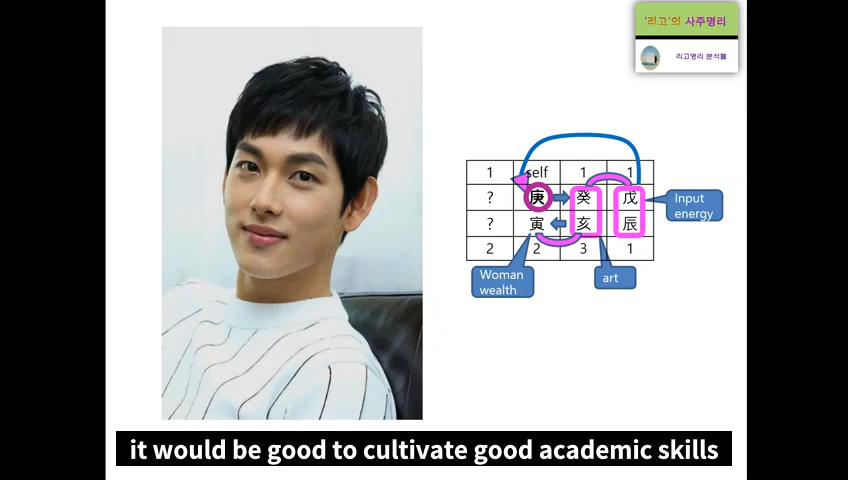 '리고'의 사주명리
리고명리 분석틀
1 self 1 1
? 庚 癸 戊
? 寅 亥 辰
2 2 3 1
Input
energy
Woman
wealth
art
it would be good to cultivate good academic skills